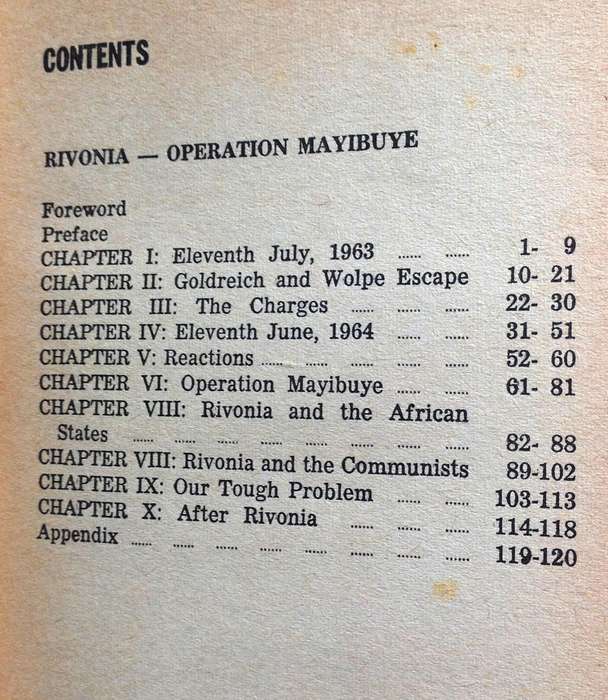 CONTENTS
RIVONIA — OPERATION MAYIBUYE
Foreword
Preface
CHAPTER I: Eleventh July, 1963 ...... ...... 1- 9
CHAPTER II: Goldreich and Wolpe Escape 10- 21
CHAPTER III: The Charges ...... ...... ...... 22- 30
CHAPTER IV: Eleventh June, 1964 ...... ...... 31- 51
CHAPTER V: Reactions ...... ...... ...... ...... ...... 52- 60
CHAPTER VI: Operation Mayibuye ...... ...... 61- 81
CHAPTER VIII: Rivonia and the African
States ...... ...... ...... ...... ...... ...... ...... ...... 82- 88
CHAPTER VIII: Rivonia and the Communists 89-102
CHAPTER IX: Our Tough Problem ...... ...... 103-113
CHAPTER X: After Rivonia ...... ...... ...... 114-118
Appendix ...... ...... ...... ...... ...... ...... ...... ...... 119-120